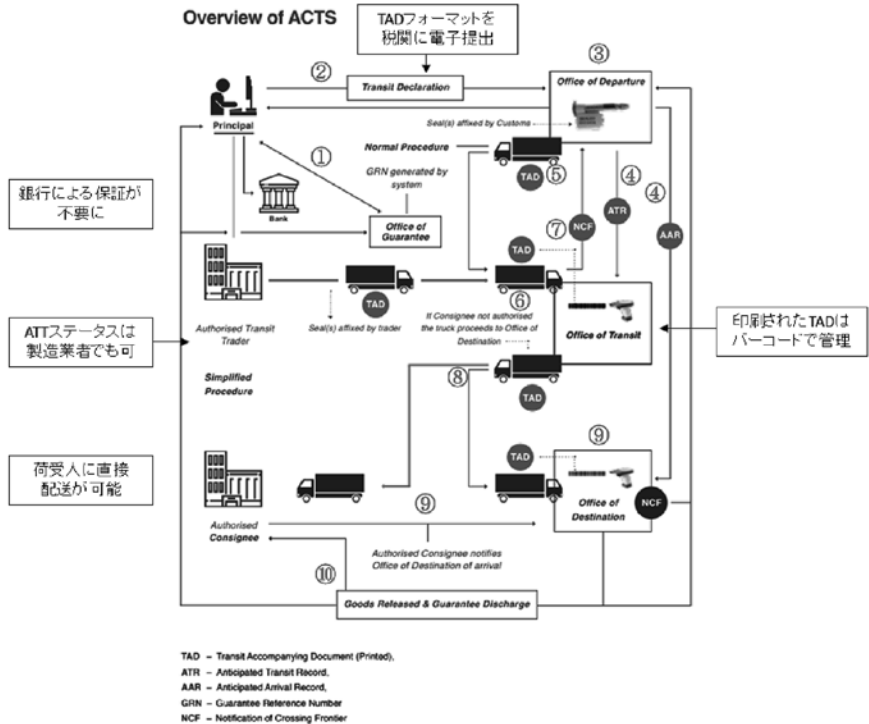 Overview of ACTS
TADフォーマットを
税関に電子提出
②
Transit Declaration
③
Office of Departure
Seal(s) affixed by Customs
Principal
Normal Procedure
TAD
⑤
①
GRN generated by
system
④
④
ATR
AAR
銀行による保証が
不要に
Bank
Office of
Guarantee
⑦
NCF
TAD
TAD
⑥
Authorised Transit
Trader
Seal(s) affixed by trader
If Consignee not authorised
the truck proceeds to Office of
Destination
Office of Transit
ATTステータスは
製造業者でも可
印刷されたTADは
バーコードで管理
Simplified
Procedure
⑧
TAD
荷受人に直接
配送が可能
⑨
TAD
⑨
Office of
Destination
NCF
Authorised
Consignee
Authorised Consignee notifies
Office of Destination of arrival
⑩
Goods Released & Guarantee Discharge
TAD – Transit Accompanying Document (Printed),
ATR – Anticipated Transit Record,
AAR – Anticipated Arrival Record,
GRN – Guarantee Reference Number
NCF – Notification of Crossing Frontier